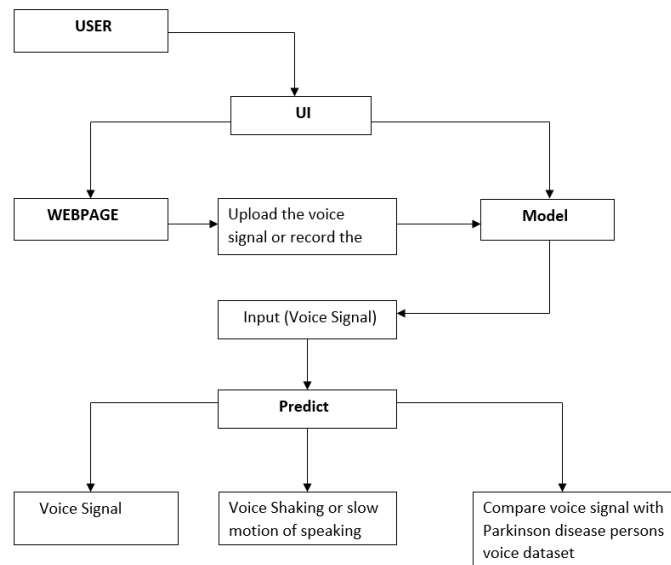 USER
UI
WEBPAGE
Upload the voice
signal or record the
Model
Input (Voice Signal)
Predict
Voice Signal
Voice Shaking or slow
motion of speaking
Compare voice signal with
Parkinson disease persons
voice dataset